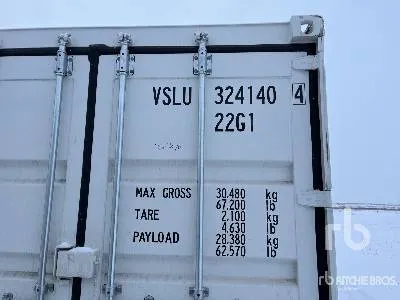 VSLU 324140 4
22G1
MAX GROSS 30.480 kg
67.200 lb
TARE 2.100 kg
4.630 lb
PAYLOAD 28.380 kg
62.570 lb
rb
RITCHIE BROS.